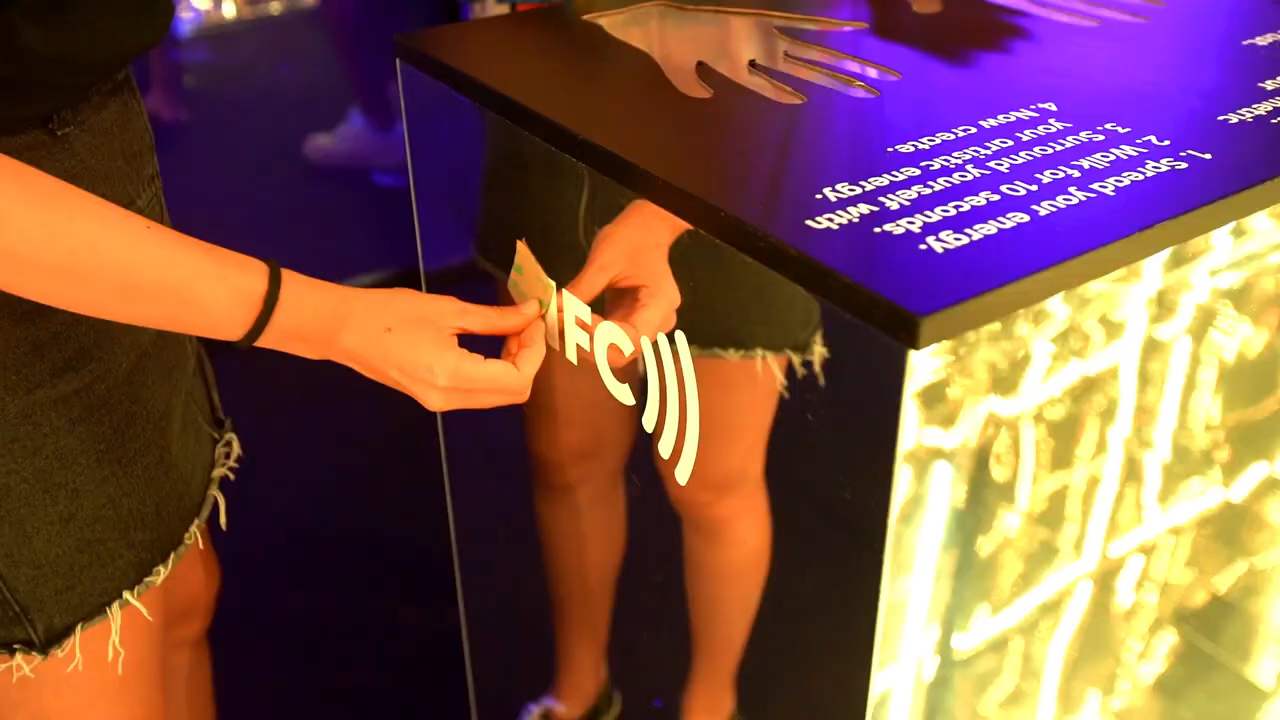 1. Spread your energy.
2. Walk for 10 seconds.
3. Surround yourself with
your artistic energy.
4. Now create.
FC